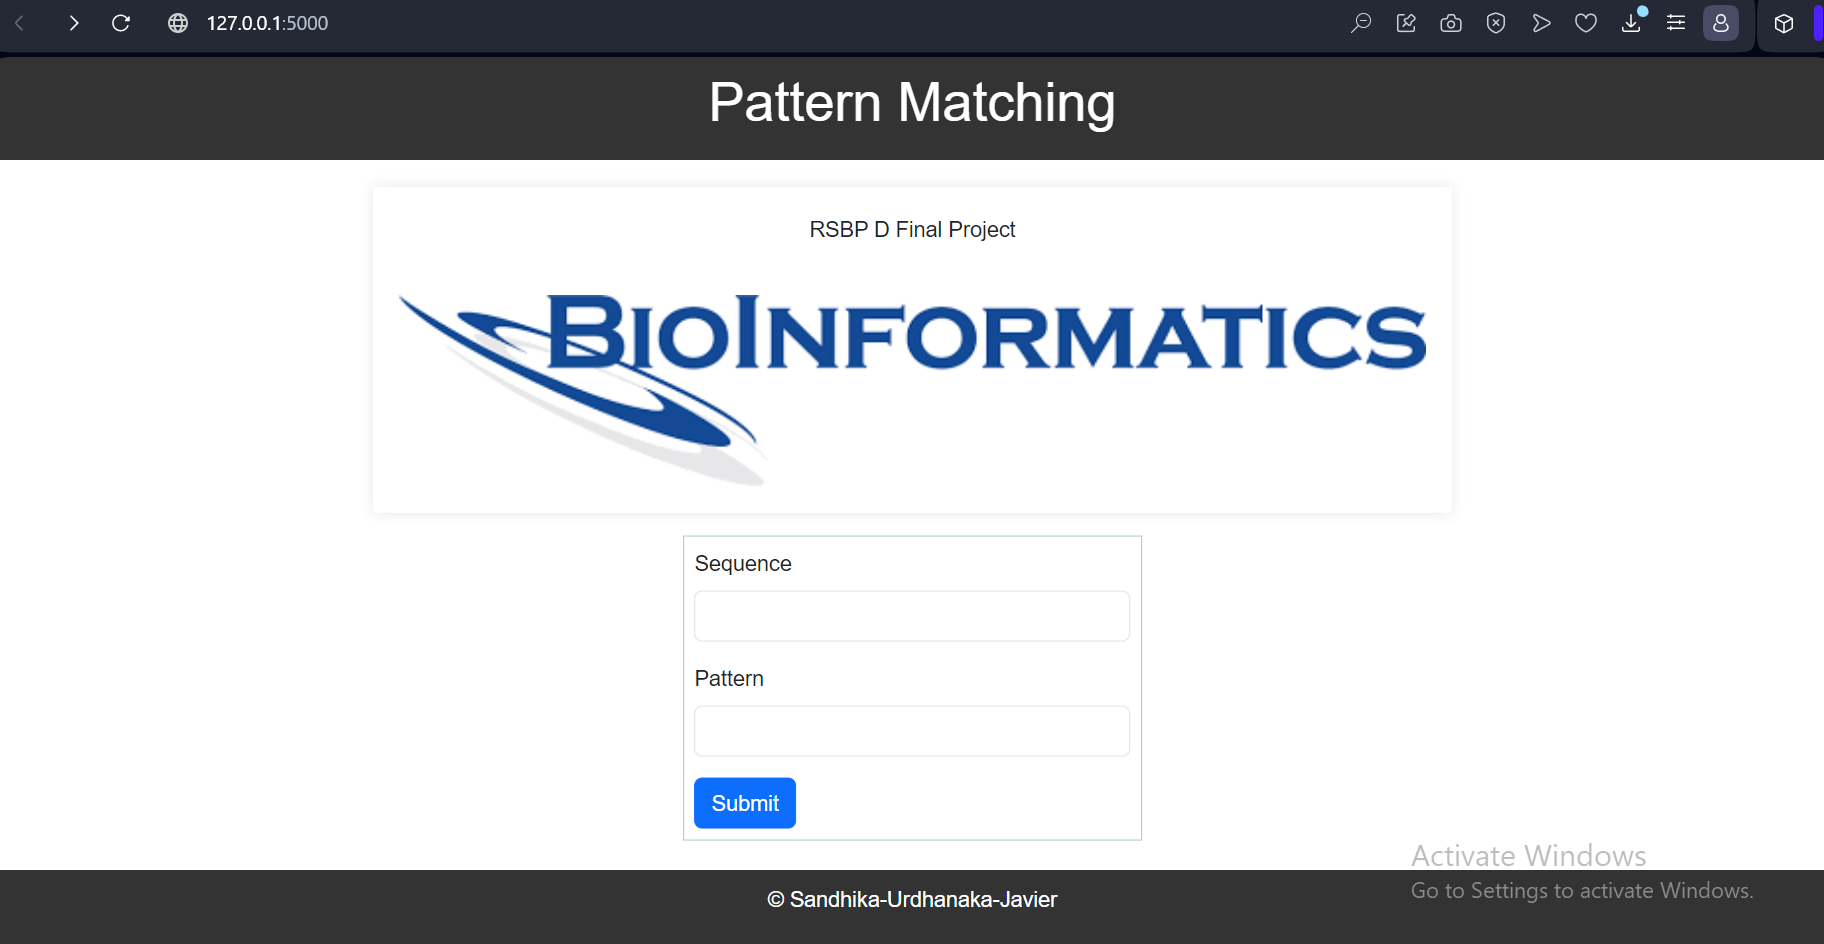 127.0.0.1:5000
Pattern Matching
RSBP D Final Project
BIOINFORMATICS
Sequence
Pattern
Submit
Activate Windows
Go to Settings to activate Windows.
© Sandhika-Urdhanaka-Javier